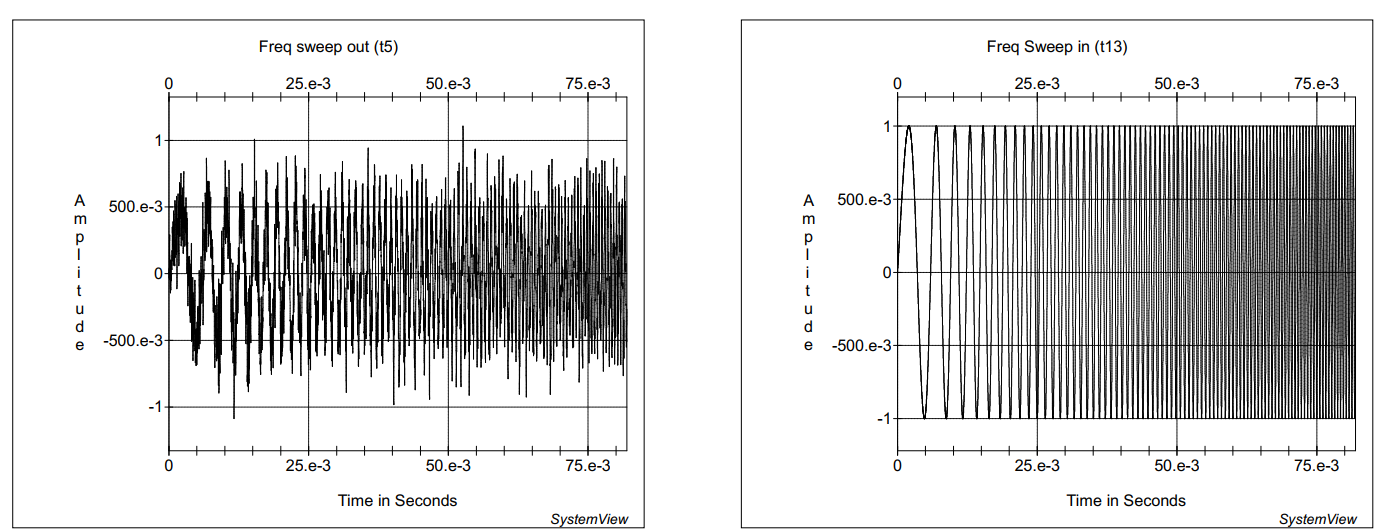 Freq sweep out (t5)
0 25.e-3 50.e-3 75.e-3
1
500.e-3
0
-500.e-3
-1
Amplitude
0 25.e-3 50.e-3 75.e-3
Time in Seconds
SystemView
Freq Sweep in (t13)
0 25.e-3 50.e-3 75.e-3
1
500.e-3
0
-500.e-3
-1
Amplitude
0 25.e-3 50.e-3 75.e-3
Time in Seconds
SystemView